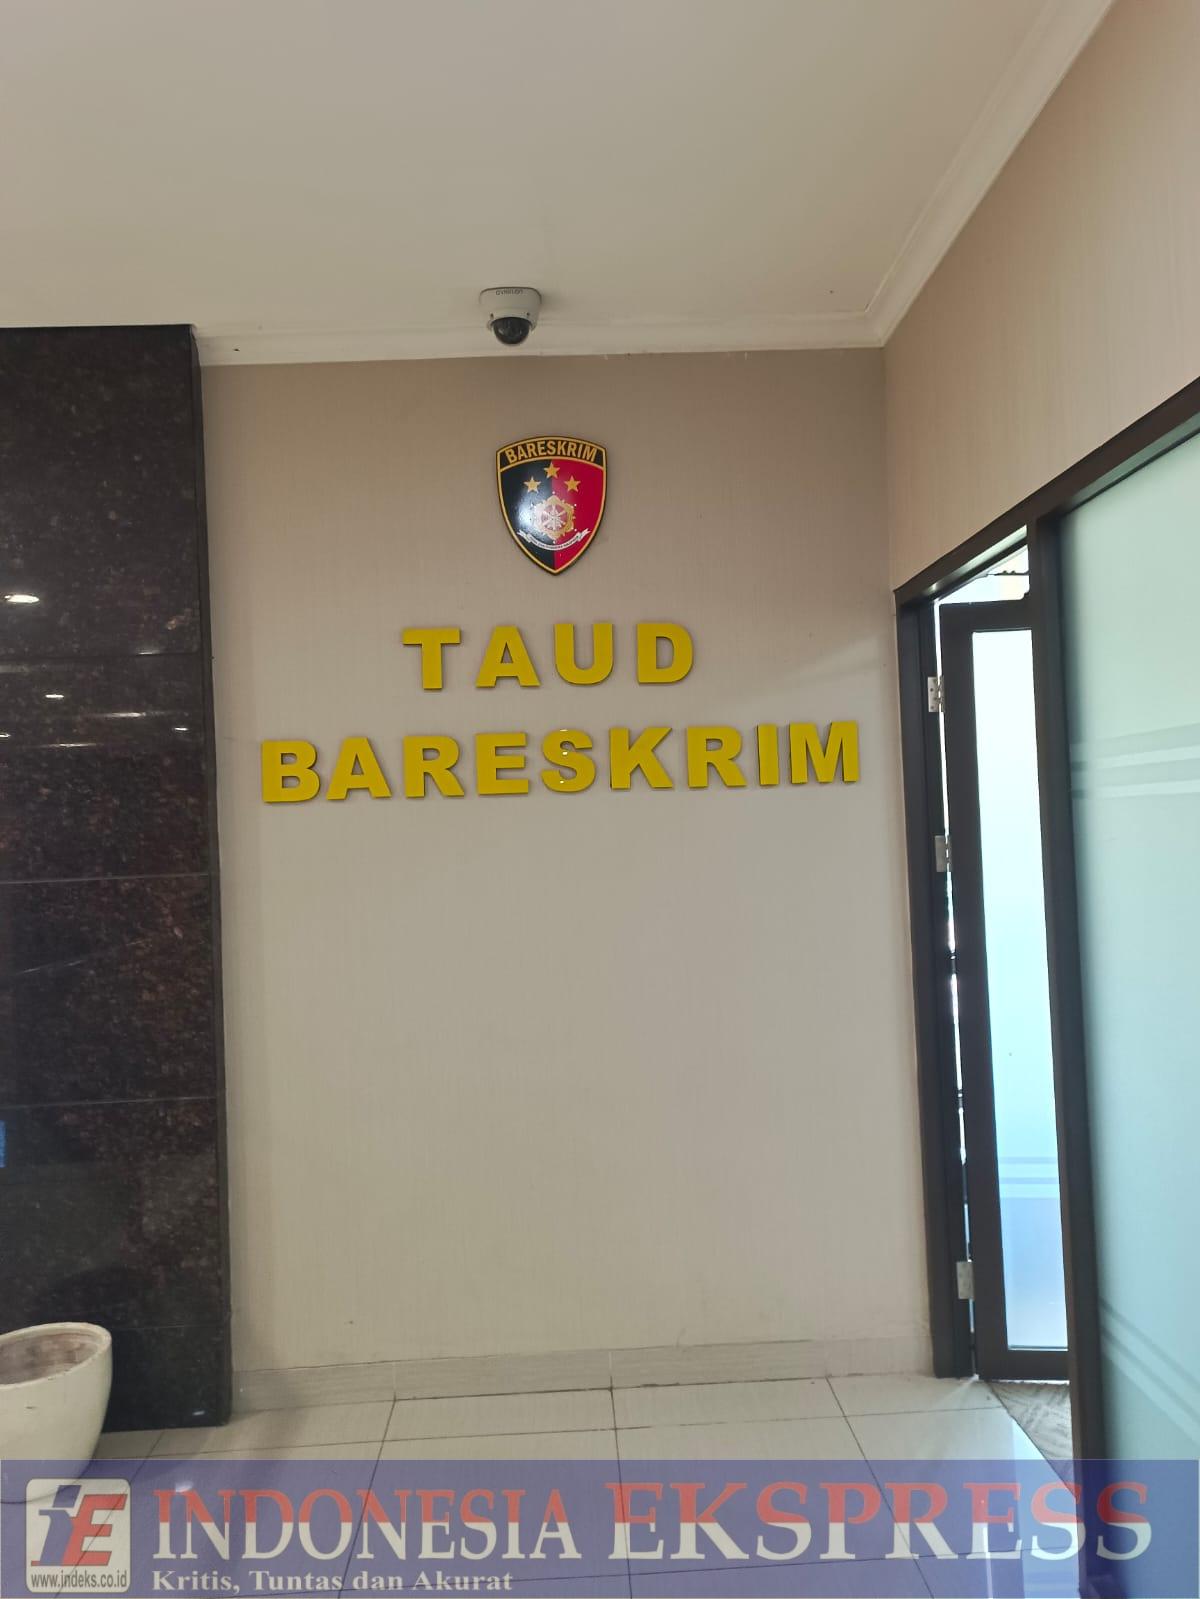 BARESKRIM
TAUD
BARESKRIM
iE INDONESIA EKSPRESS
www.indeks.co.id
Kritis, Tuntas dan Akurat